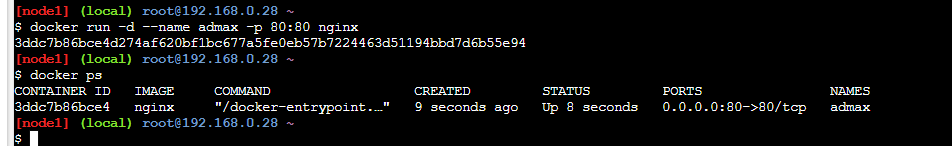 [node1] (local) root@192.168.0.28 ~
$ docker run -d --name admax -p 80:80 nginx
3ddc7b86bce4d274af620bf1bc677a5fe0eb57b7224463d51194bbd7d6b55e94
[node1] (local) root@192.168.0.28 ~
$ docker ps
CONTAINER ID   IMAGE     COMMAND                  CREATED         STATUS         PORTS                NAMES
3ddc7b86bce4   nginx     "/docker-entrypoint.…"   9 seconds ago   Up 8 seconds   0.0.0.0:80->80/tcp   admax
[node1] (local) root@192.168.0.28 ~
$